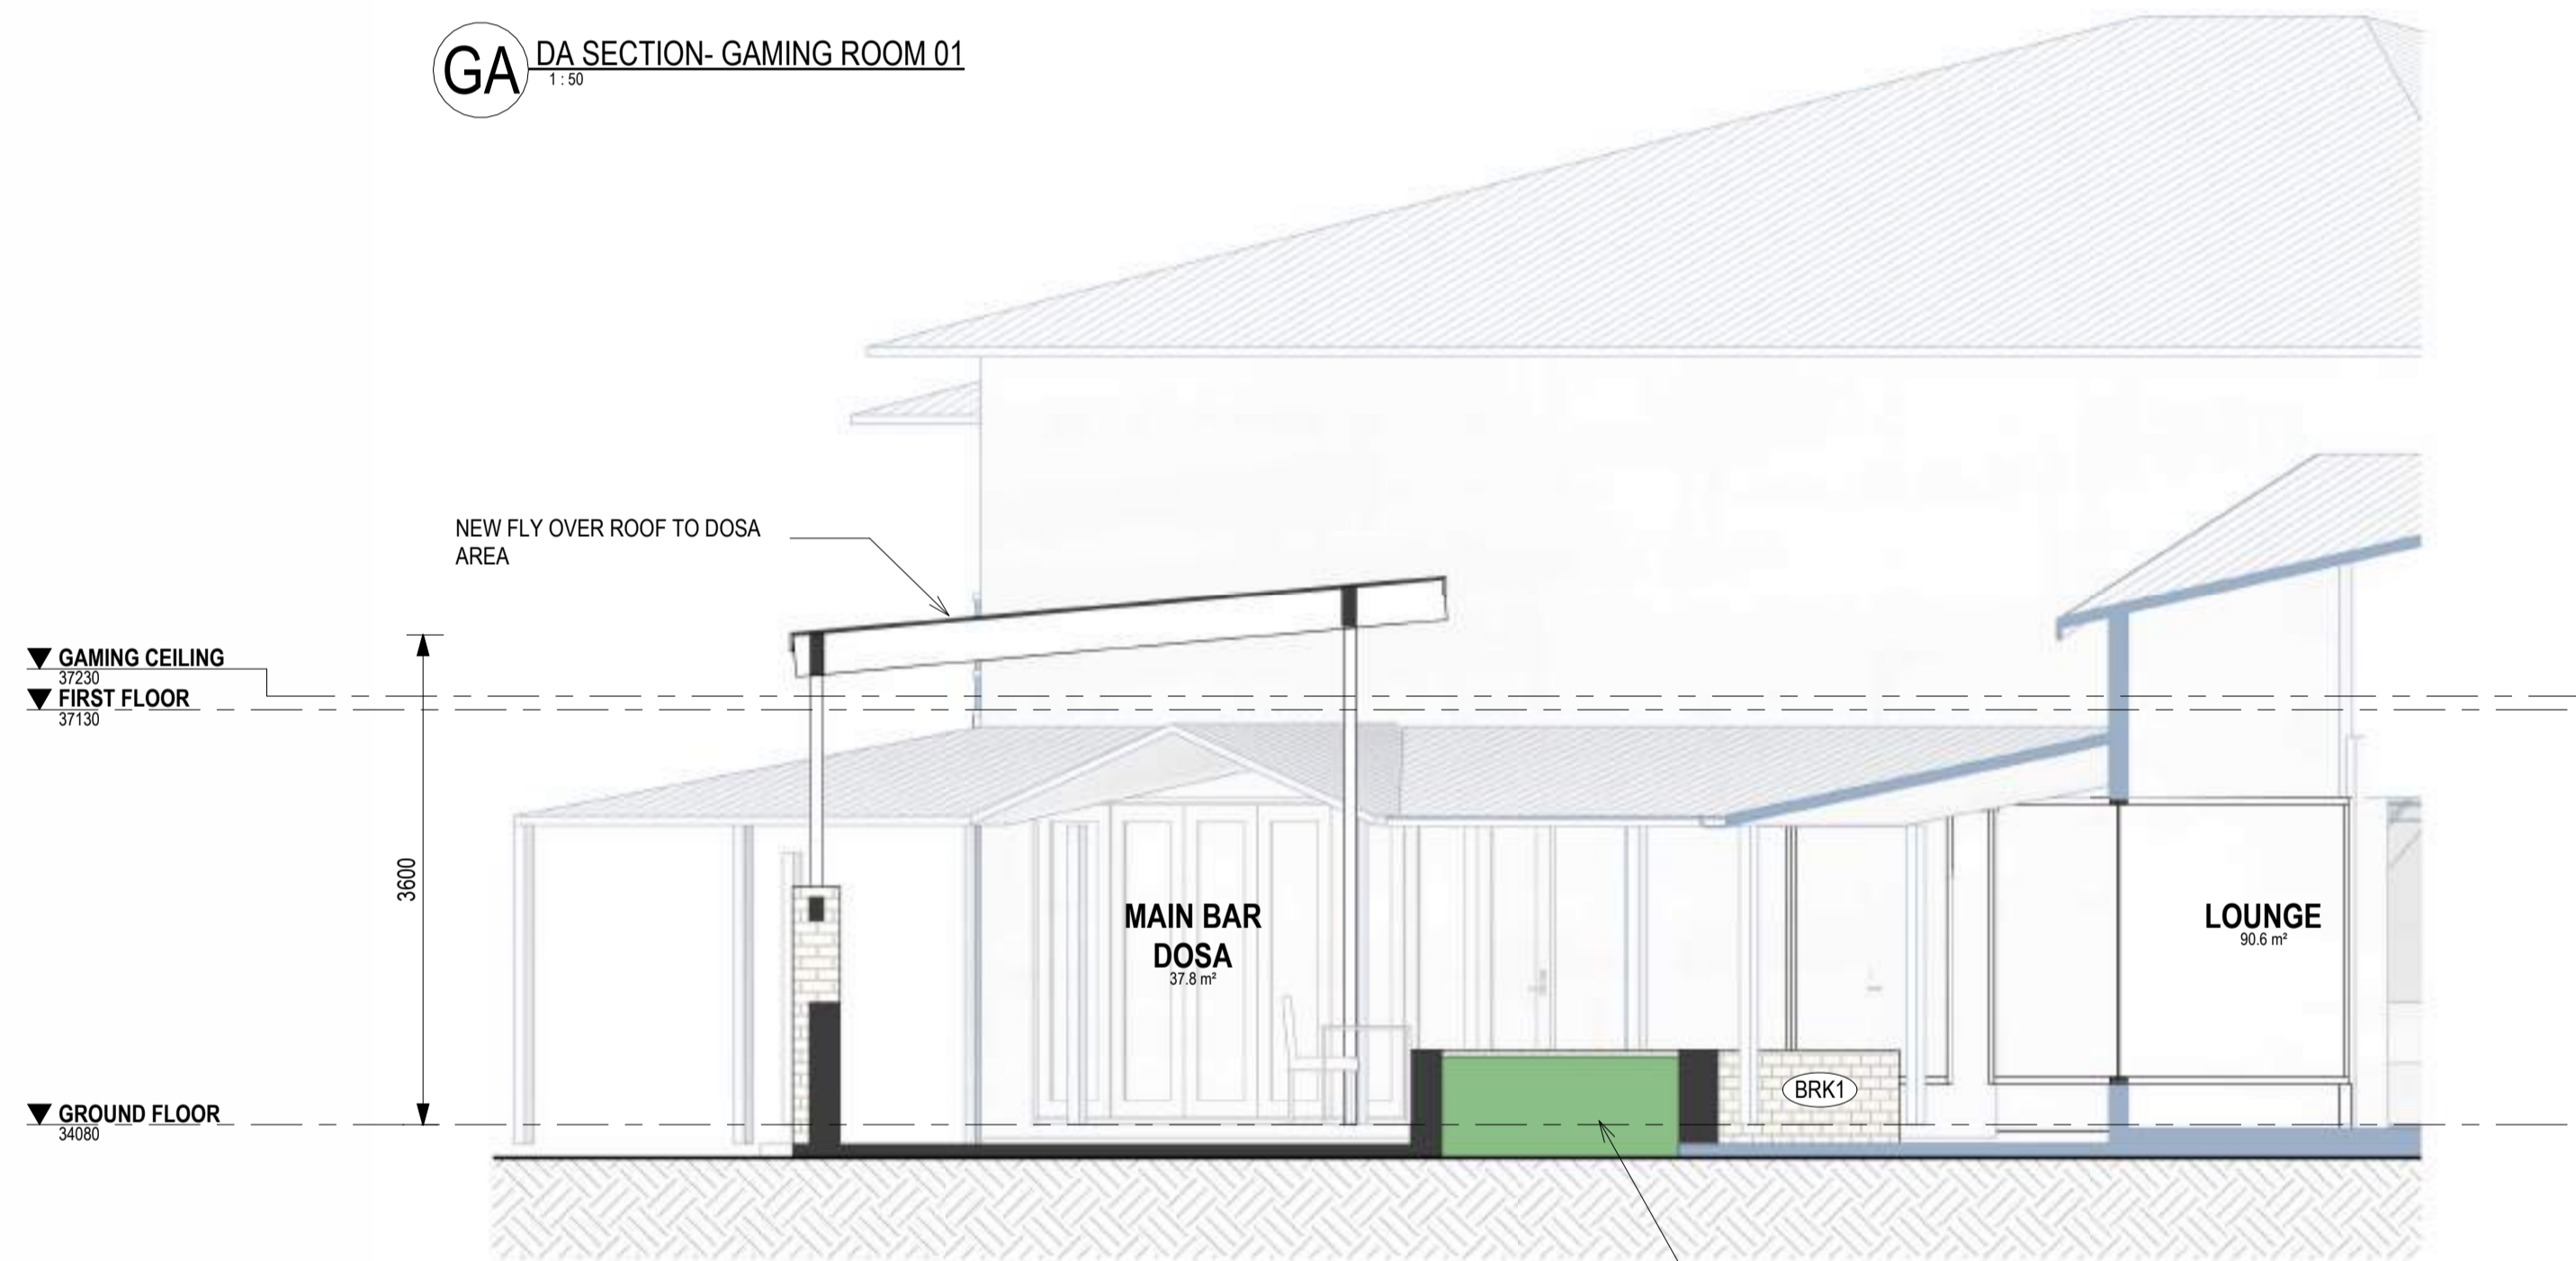 GA
DA SECTION- GAMING ROOM 01
1 : 50
NEW FLY OVER ROOF TO DOSA
AREA
GAMING CEILING
37230
FIRST FLOOR
37130
3600
MAIN BAR
DOSA
37.8 m²
LOUNGE
90.6 m²
BRK1
GROUND FLOOR
34080